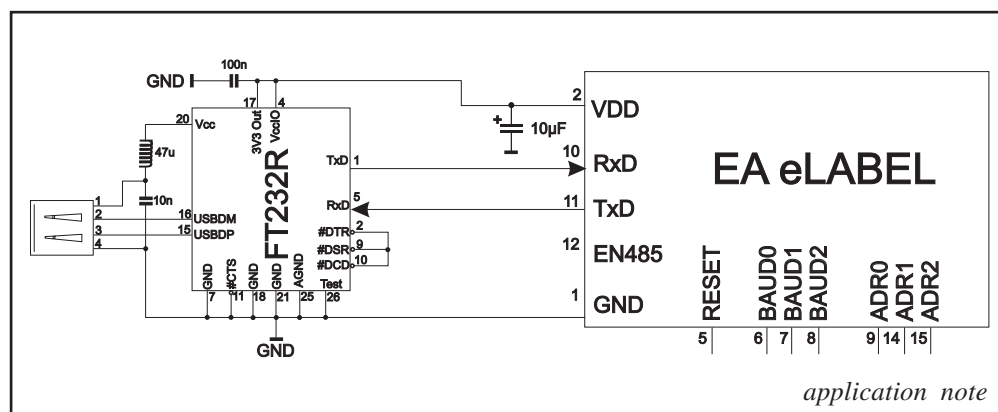 100n
GND
17
4
3V3 Out
VccIO
20
Vcc
47u
10n
1
2
3
4
16
USBDM
15
USBDP
FT232R
TxD
1
RxD
5
#DTR
2
#DSR
9
#DCD
10
GND
#CTS
GND
GND
AGND
Test
7
11
18
21
25
26
GND
+
10µF
2
VDD
10
RxD
11
TxD
12
EN485
1
GND
EA eLABEL
RESET
BAUD0
BAUD1
BAUD2
ADR0
ADR1
ADR2
5
6
7
8
9
14
15
application note